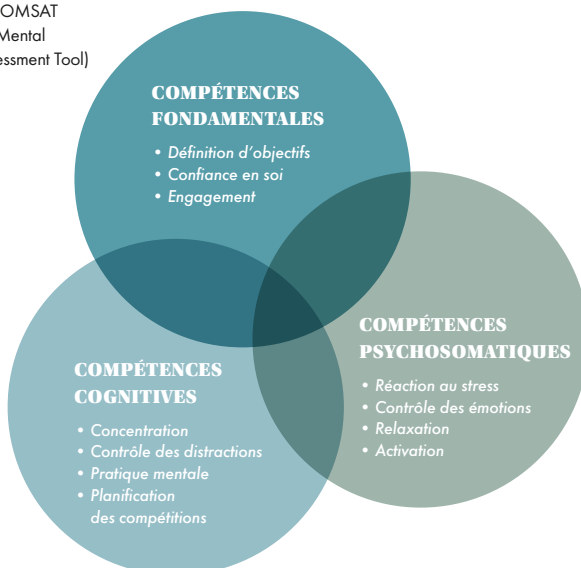 OMSAT
Mental
essment Tool)
COMPÉTENCES
FONDAMENTALES
• Définition d’objectifs
• Confiance en soi
• Engagement
COMPÉTENCES
PSYCHOSOMATIQUES
• Réaction au stress
• Contrôle des émotions
• Relaxation
• Activation
COMPÉTENCES
COGNITIVES
• Concentration
• Contrôle des distractions
• Pratique mentale
• Planification
des compétitions